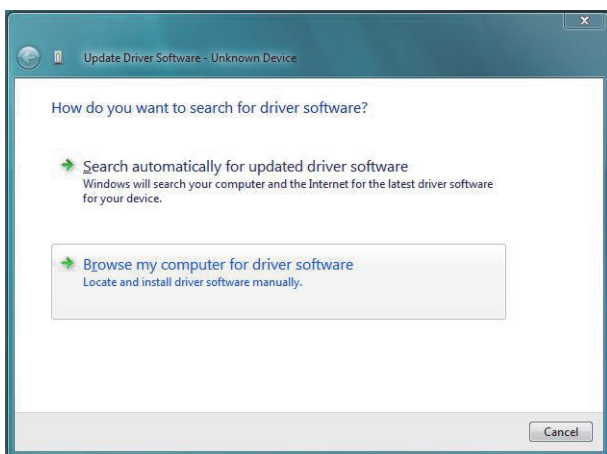 X
Update Driver Software - Unknown Device
How do you want to search for driver software?
Search automatically for updated driver software
Windows will search your computer and the Internet for the latest driver software
for your device.
Browse my computer for driver software
Locate and install driver software manually.
Cancel